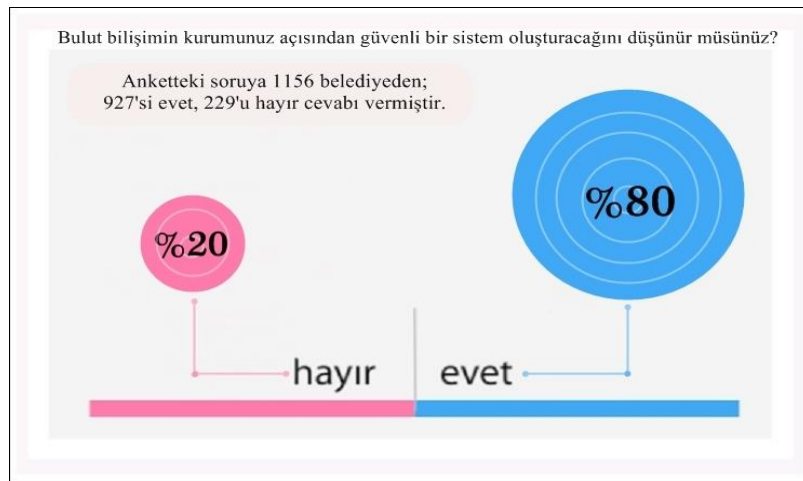 Bulut bilişimin kurumunuz açısından güvenli bir sistem oluşturacağını düşünür müsünüz?
Anketteki soruya 1156 belediyeden;
927'si evet, 229'u hayır cevabı vermiştir.
%20
%80
hayır
evet